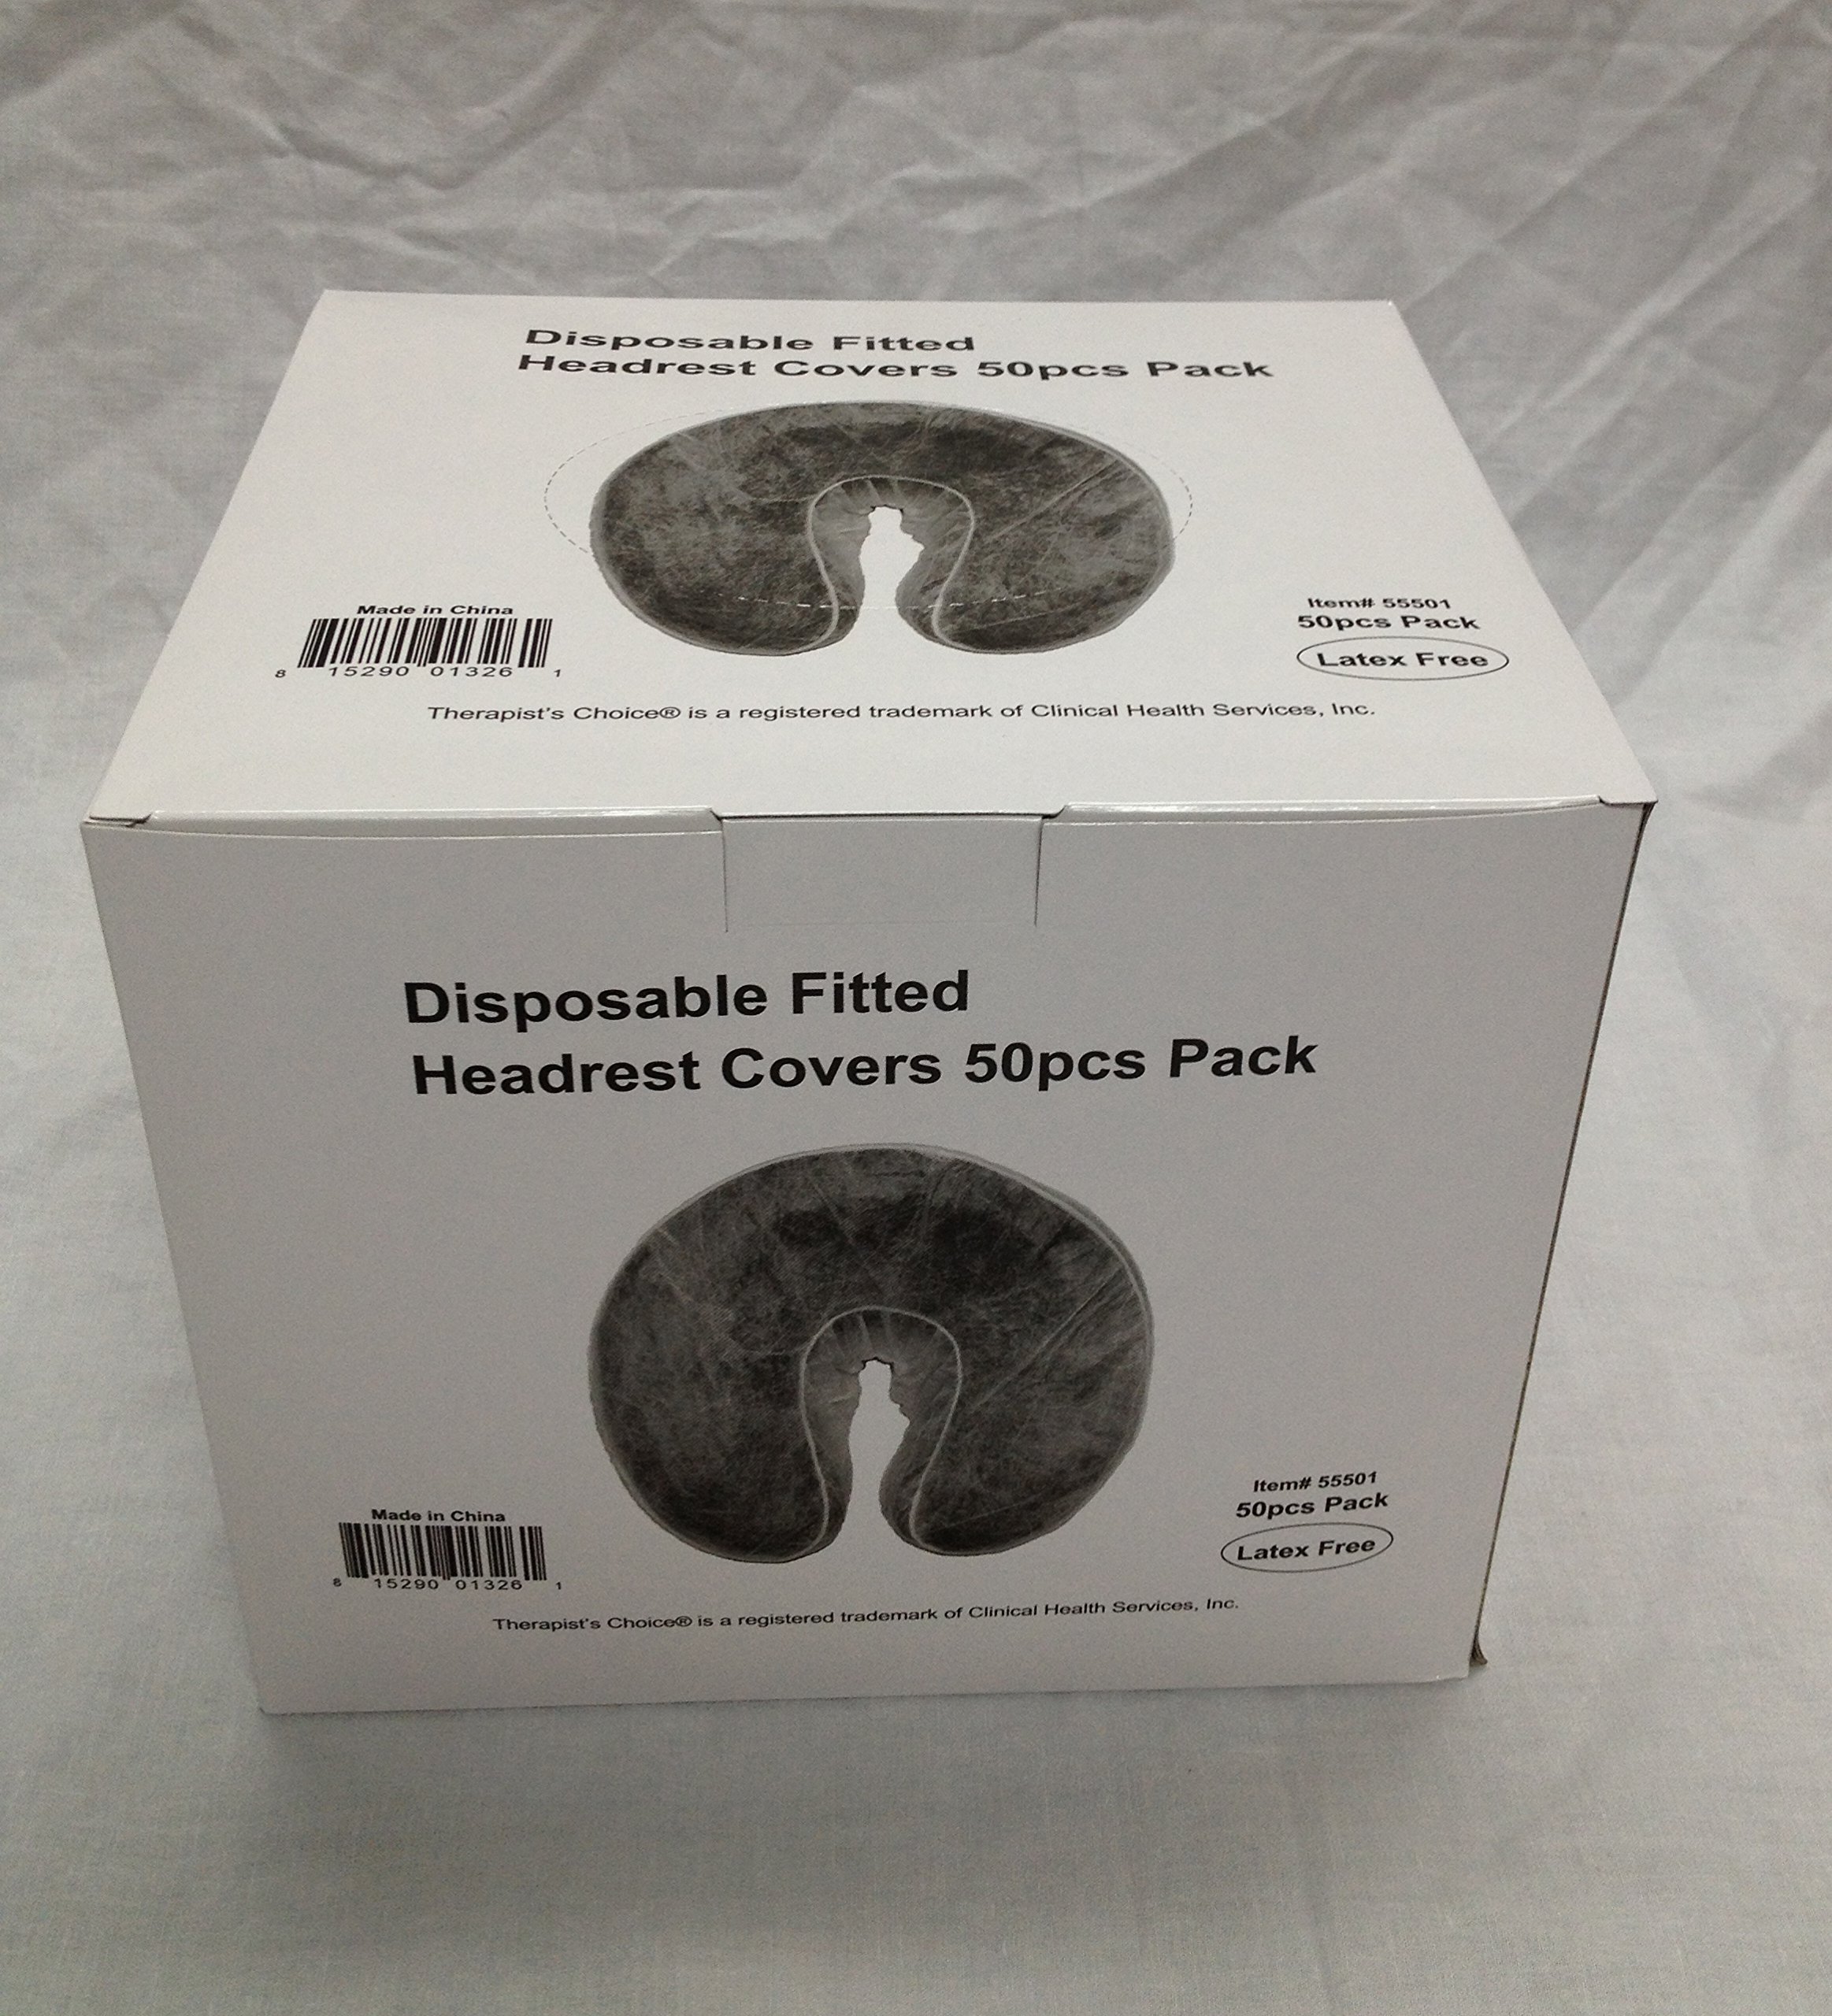 Disposable Fitted
Headrest Covers 50pcs Pack
Made in China
8 15290 01326 1
Item# 55501
50pcs Pack
Latex Free
Therapist's Choice® is a registered trademark of Clinical Health Services, Inc.
Disposable Fitted
Headrest Covers 50pcs Pack
Made in China
8 15290 01326 1
Item# 55501
50pcs Pack
Latex Free
Therapist's Choice® is a registered trademark of Clinical Health Services, Inc.